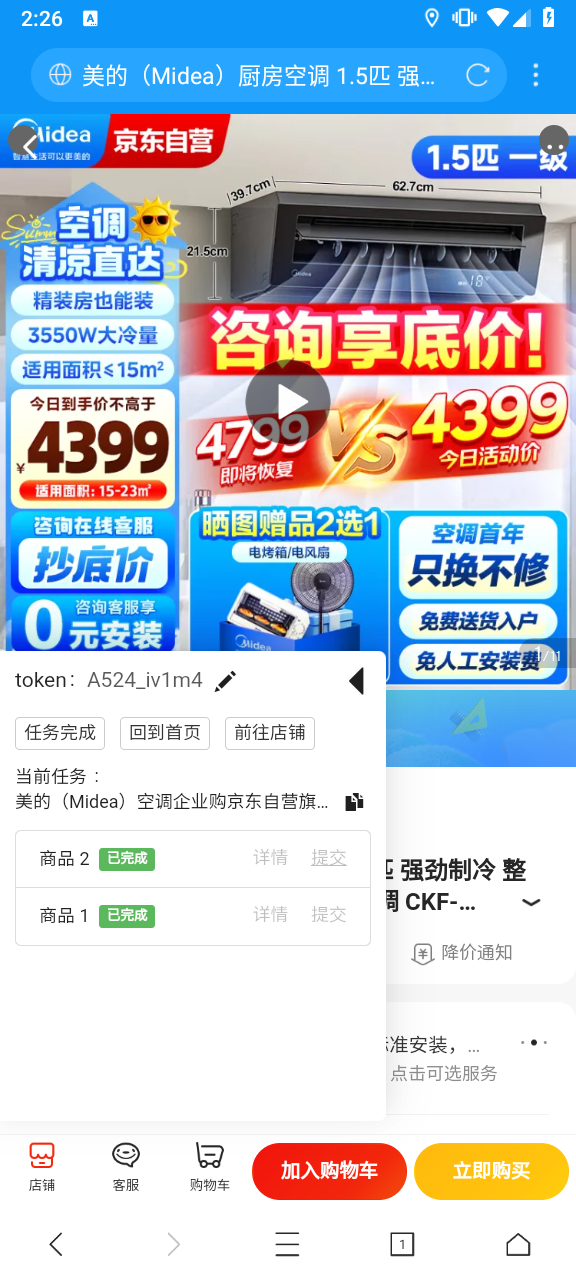 2:26
A
美的（Midea）厨房空调 1.5匹 强...
Midea
智慧生活可以更美的
京东自营
1.5匹 一级
39.7cm
62.7cm
21.5cm
Summer
空调
清凉直达
精装房也能装
3550W大冷量
适用面积≤15m²
今日到手价不高于
¥4399
适用面积：15-23㎡
咨询在线客服
抄底价
咨询客服享
0元安装
咨询享底价!
4799
即将恢复
VS
4399
今日活动价
晒图赠品2选1
电烤箱/电风扇
Midea
空调首年
只换不修
免费送货入户
免人工安装费
/11
token： A524_iv1m4
任务完成
回到首页
前往店铺
当前任务：
美的（Midea）空调企业购京东自营旗...
商品 2 已完成 详情 提交
商品 1 已完成 详情 提交
匹 强劲制冷 整
调 CKF-...
降价通知
准安装，...
点击可选服务
店铺
客服
购物车
加入购物车
立即购买
1